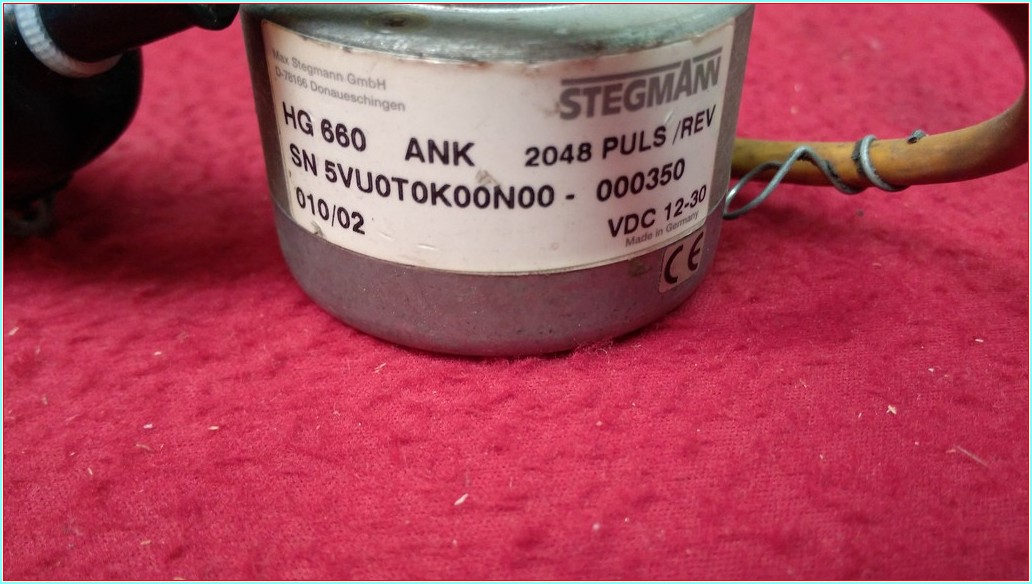 Max Stegmann GmbH
D-78166 Donaueschingen
STEGMANN
HG 660 ANK 2048 PULS /REV
SN 5VU0T0K00N00 - 000350
010/02 VDC 12-30
Made in Germany
CE